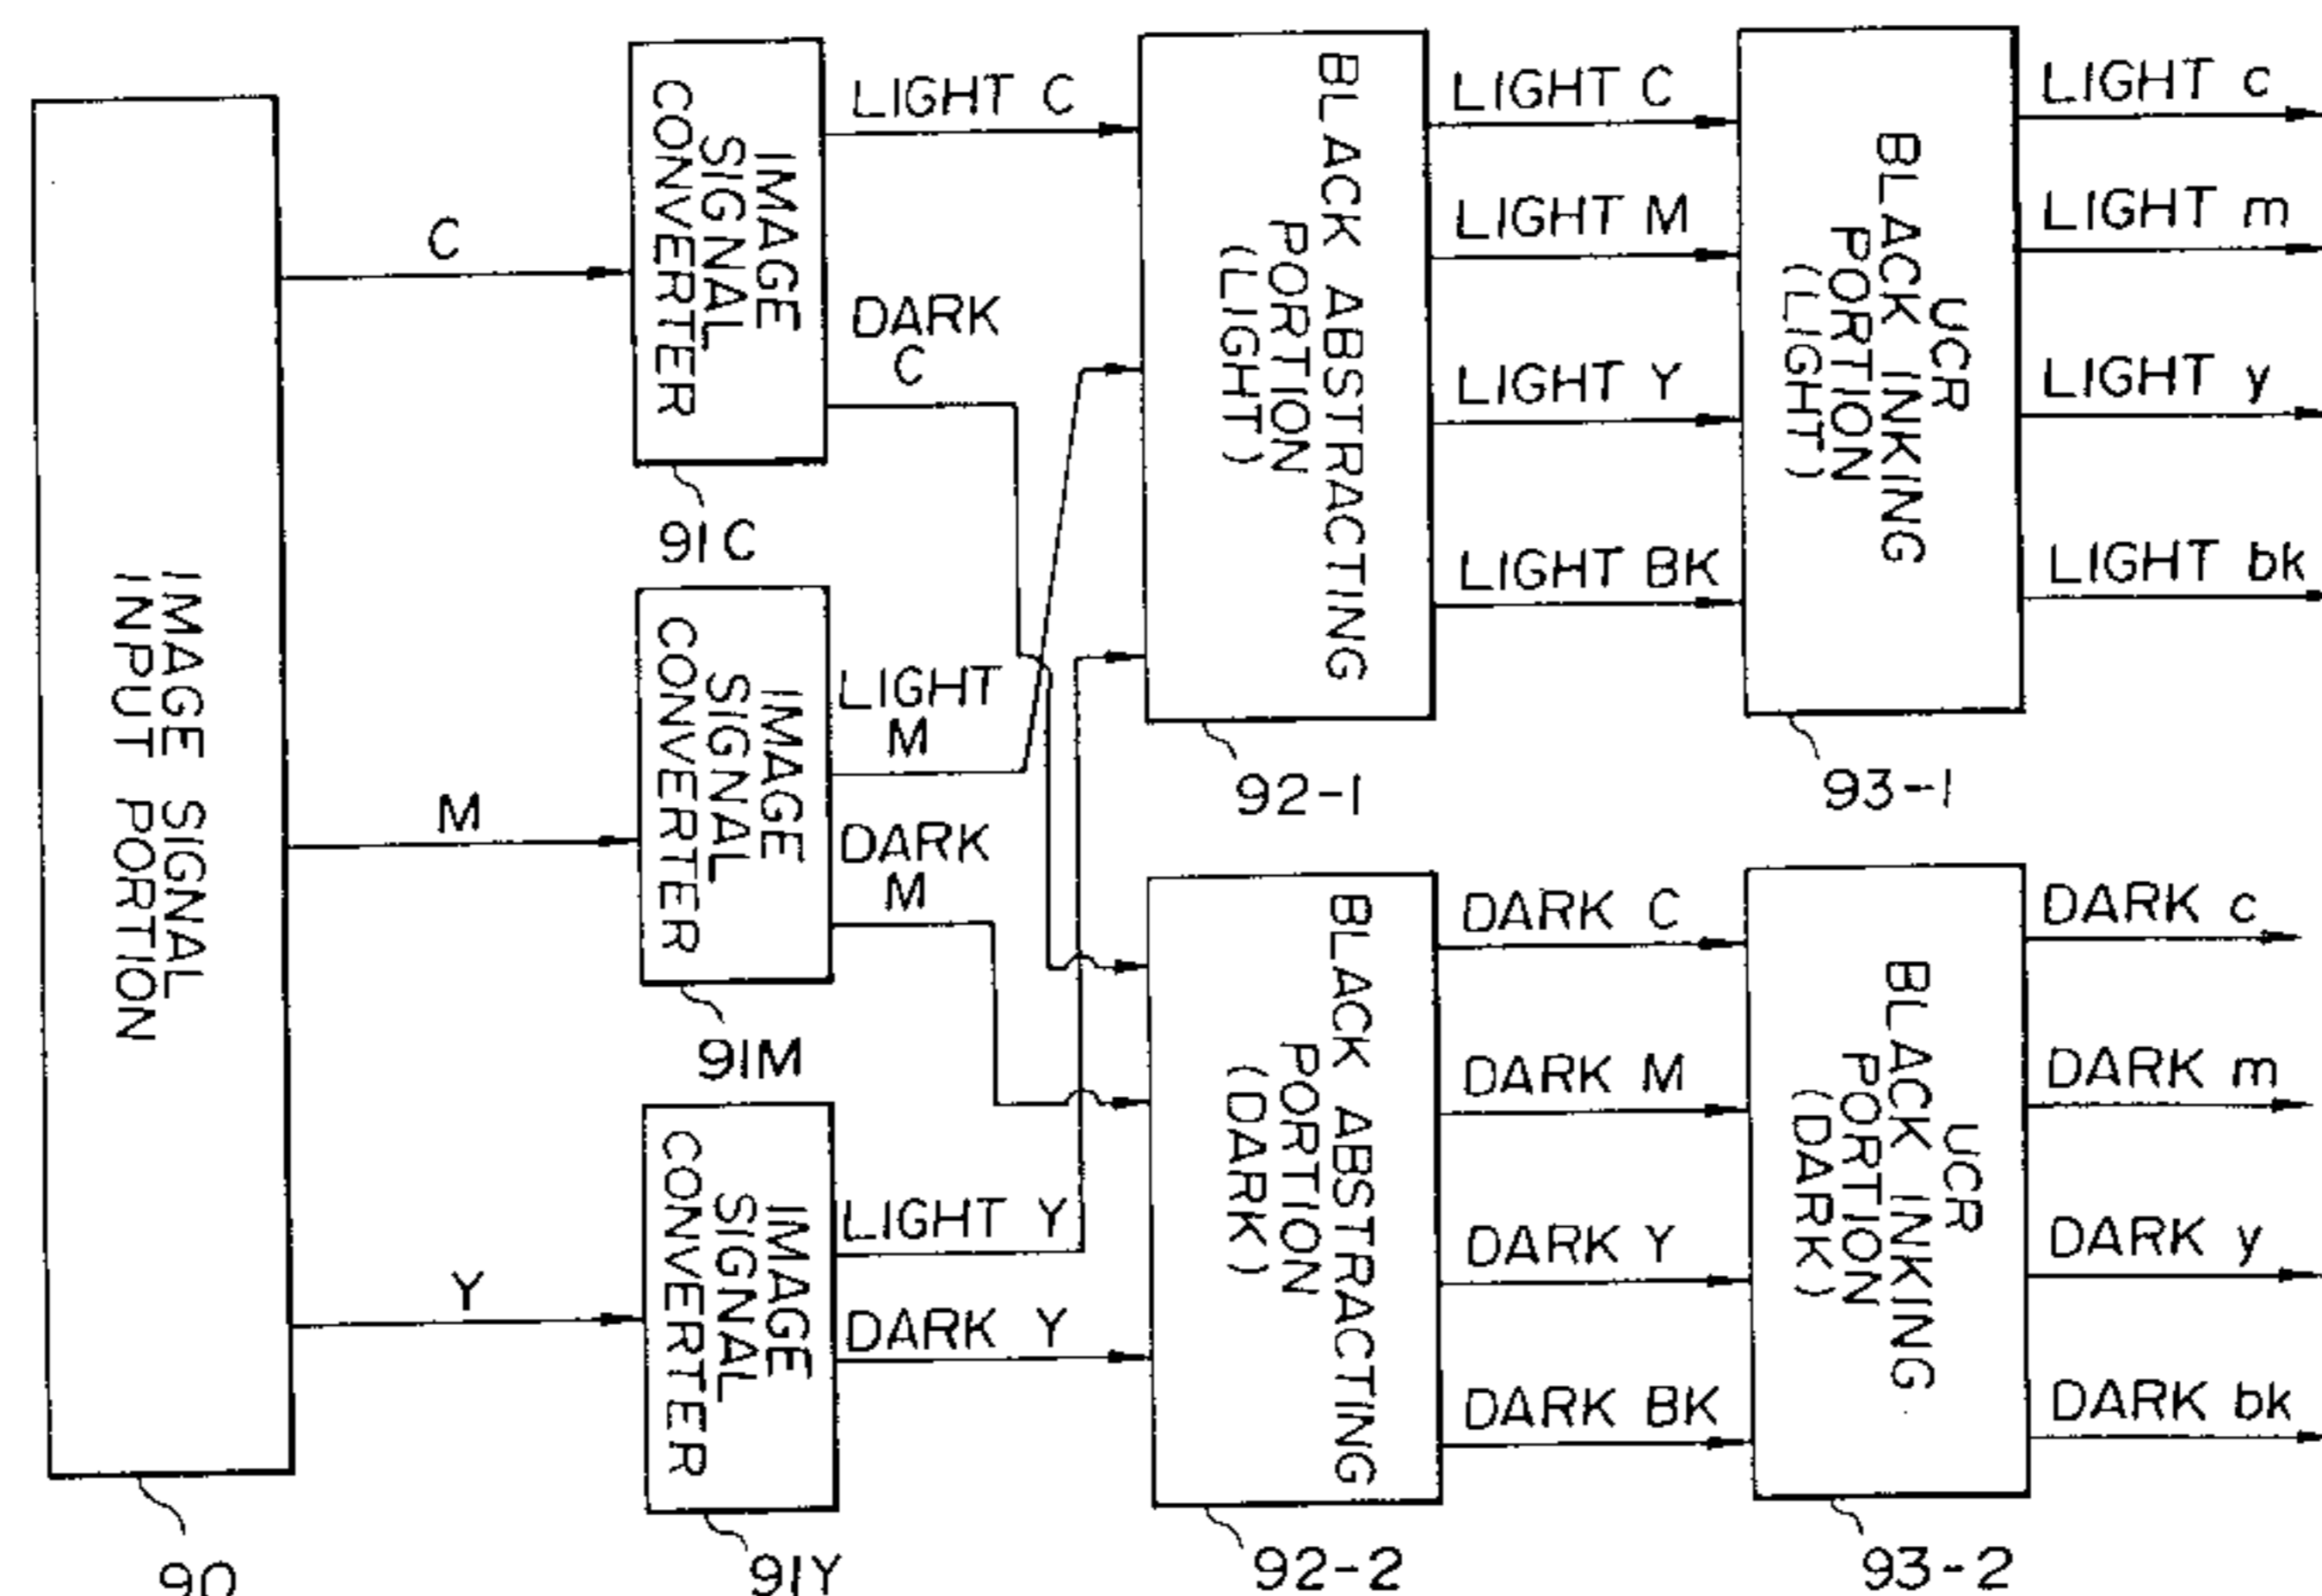 IMAGE SIGNAL
INPUT PORTION
90
C
M
Y
IMAGE
SIGNAL
CONVERTER
91C
LIGHT C
DARK
C
IMAGE
SIGNAL
CONVERTER
91M
LIGHT
M
DARK
M
IMAGE
SIGNAL
CONVERTER
91Y
LIGHT Y
DARK Y
BLACK ABSTRACTING
PORTION
(LIGHT)
92-1
LIGHT C
LIGHT M
LIGHT Y
LIGHT BK
UCR
BLACK INKING
PORTION
(LIGHT)
93-1
LIGHT c
LIGHT m
LIGHT y
LIGHT bk
BLACK ABSTRACTING
PORTION
(DARK)
92-2
DARK C
DARK M
DARK Y
DARK BK
UCR
BLACK INKING
PORTION
(DARK)
93-2
DARK c
DARK m
DARK y
DARK bk